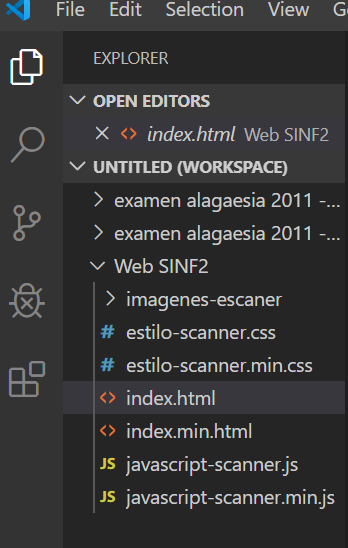 File Edit Selection View Go
EXPLORER
OPEN EDITORS
index.html Web SINF2
UNTITLED (WORKSPACE)
examen alagaesia 2011 -...
examen alagaesia 2011 -...
Web SINF2
imagenes-escaner
# estilo-scanner.css
# estilo-scanner.min.css
<> index.html
<> index.min.html
JS javascript-scanner.js
JS javascript-scanner.min.js